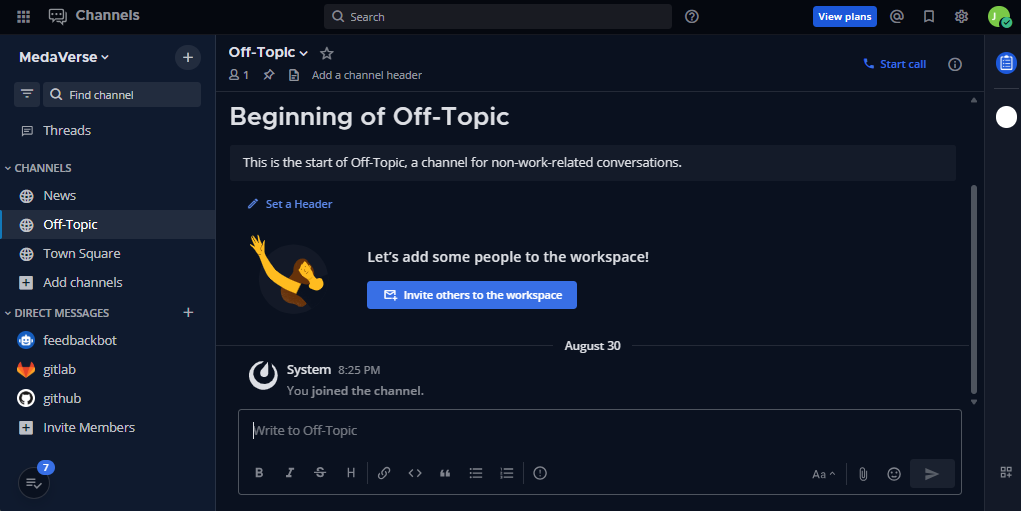 Channels
Search
View plans
J
MedaVerse
Find channel
Threads
CHANNELS
News
Off-Topic
Town Square
Add channels
DIRECT MESSAGES
feedbackbot
gitlab
github
Invite Members
7
Off-Topic
1
Add a channel header
Start call
Beginning of Off-Topic
This is the start of Off-Topic, a channel for non-work-related conversations.
Set a Header
Let's add some people to the workspace!
Invite others to the workspace
August 30
System 8:25 PM
You joined the channel.
Write to Off-Topic
B I S H Aa